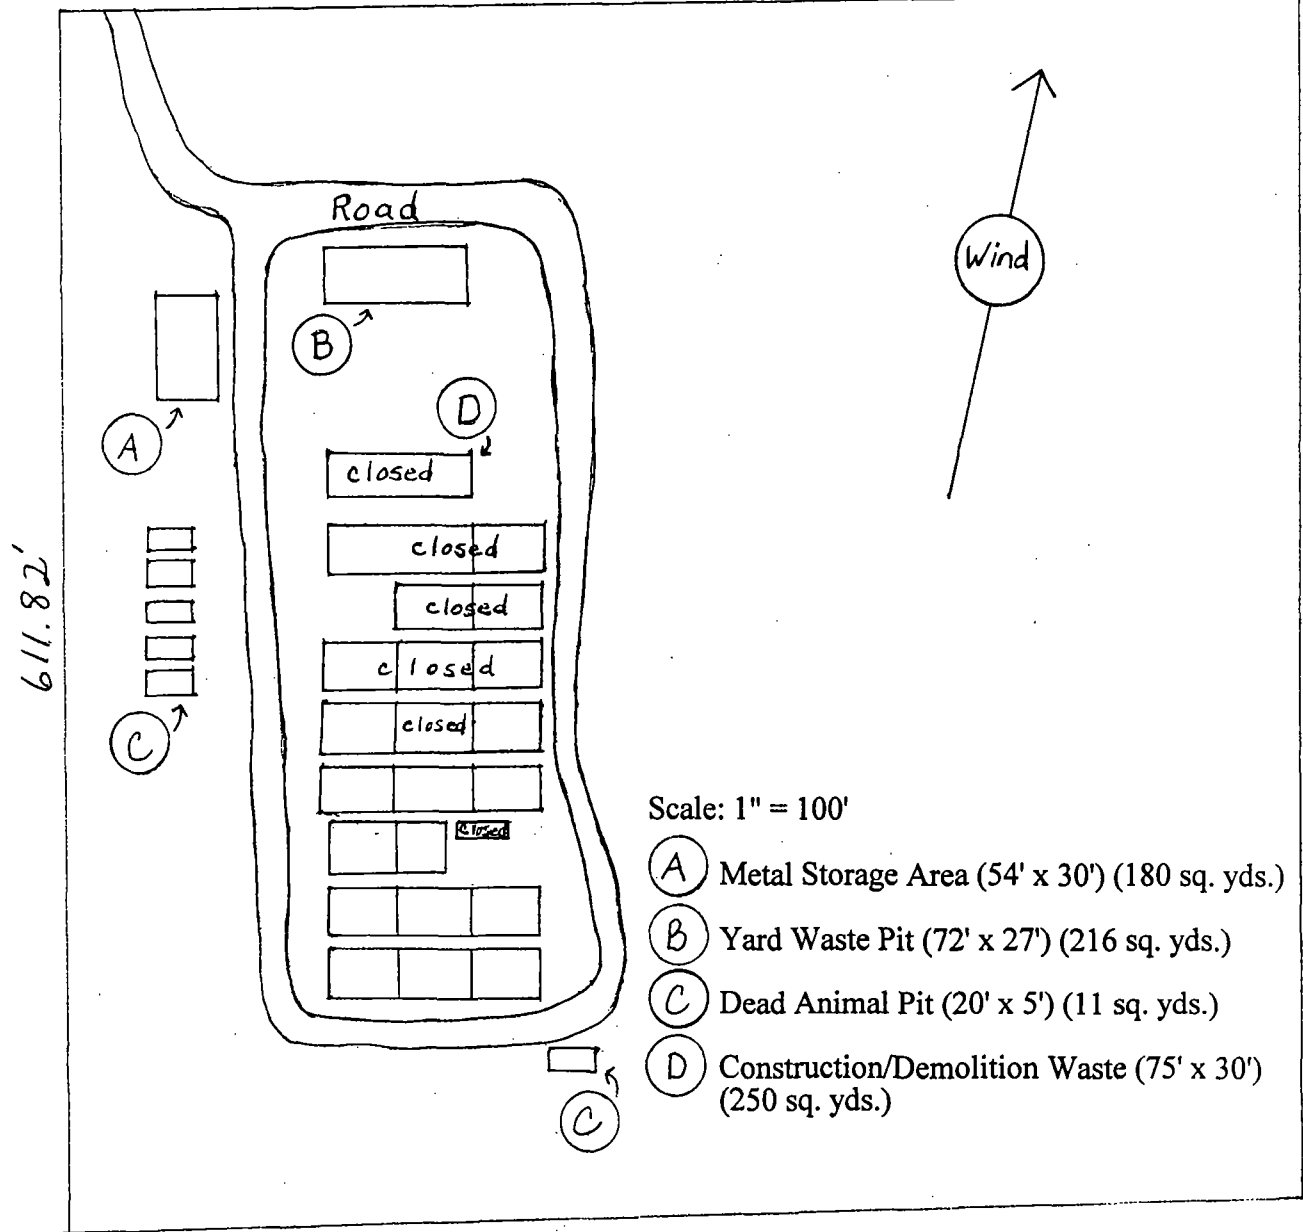 Road
Wind
B
D
A
closed
closed
closed
611.82'
closed
C
closed
closed
Scale: 1" = 100'
A Metal Storage Area (54' x 30') (180 sq. yds.)
B Yard Waste Pit (72' x 27') (216 sq. yds.)
C Dead Animal Pit (20' x 5') (11 sq. yds.)
D Construction/Demolition Waste (75' x 30')
(250 sq. yds.)
C